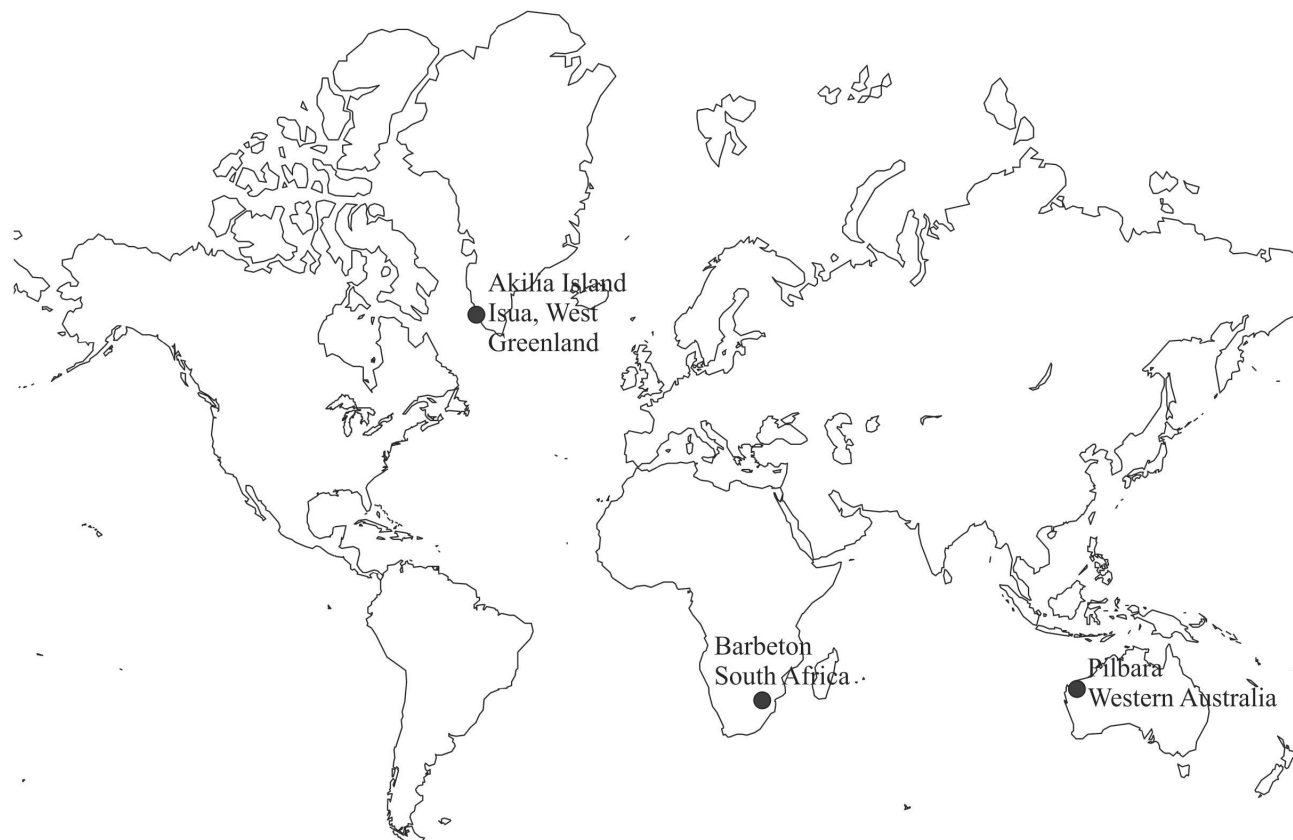 Akilia Island
Isua, West
Greenland
Barbeton
South Africa
Pilbara
Western Australia